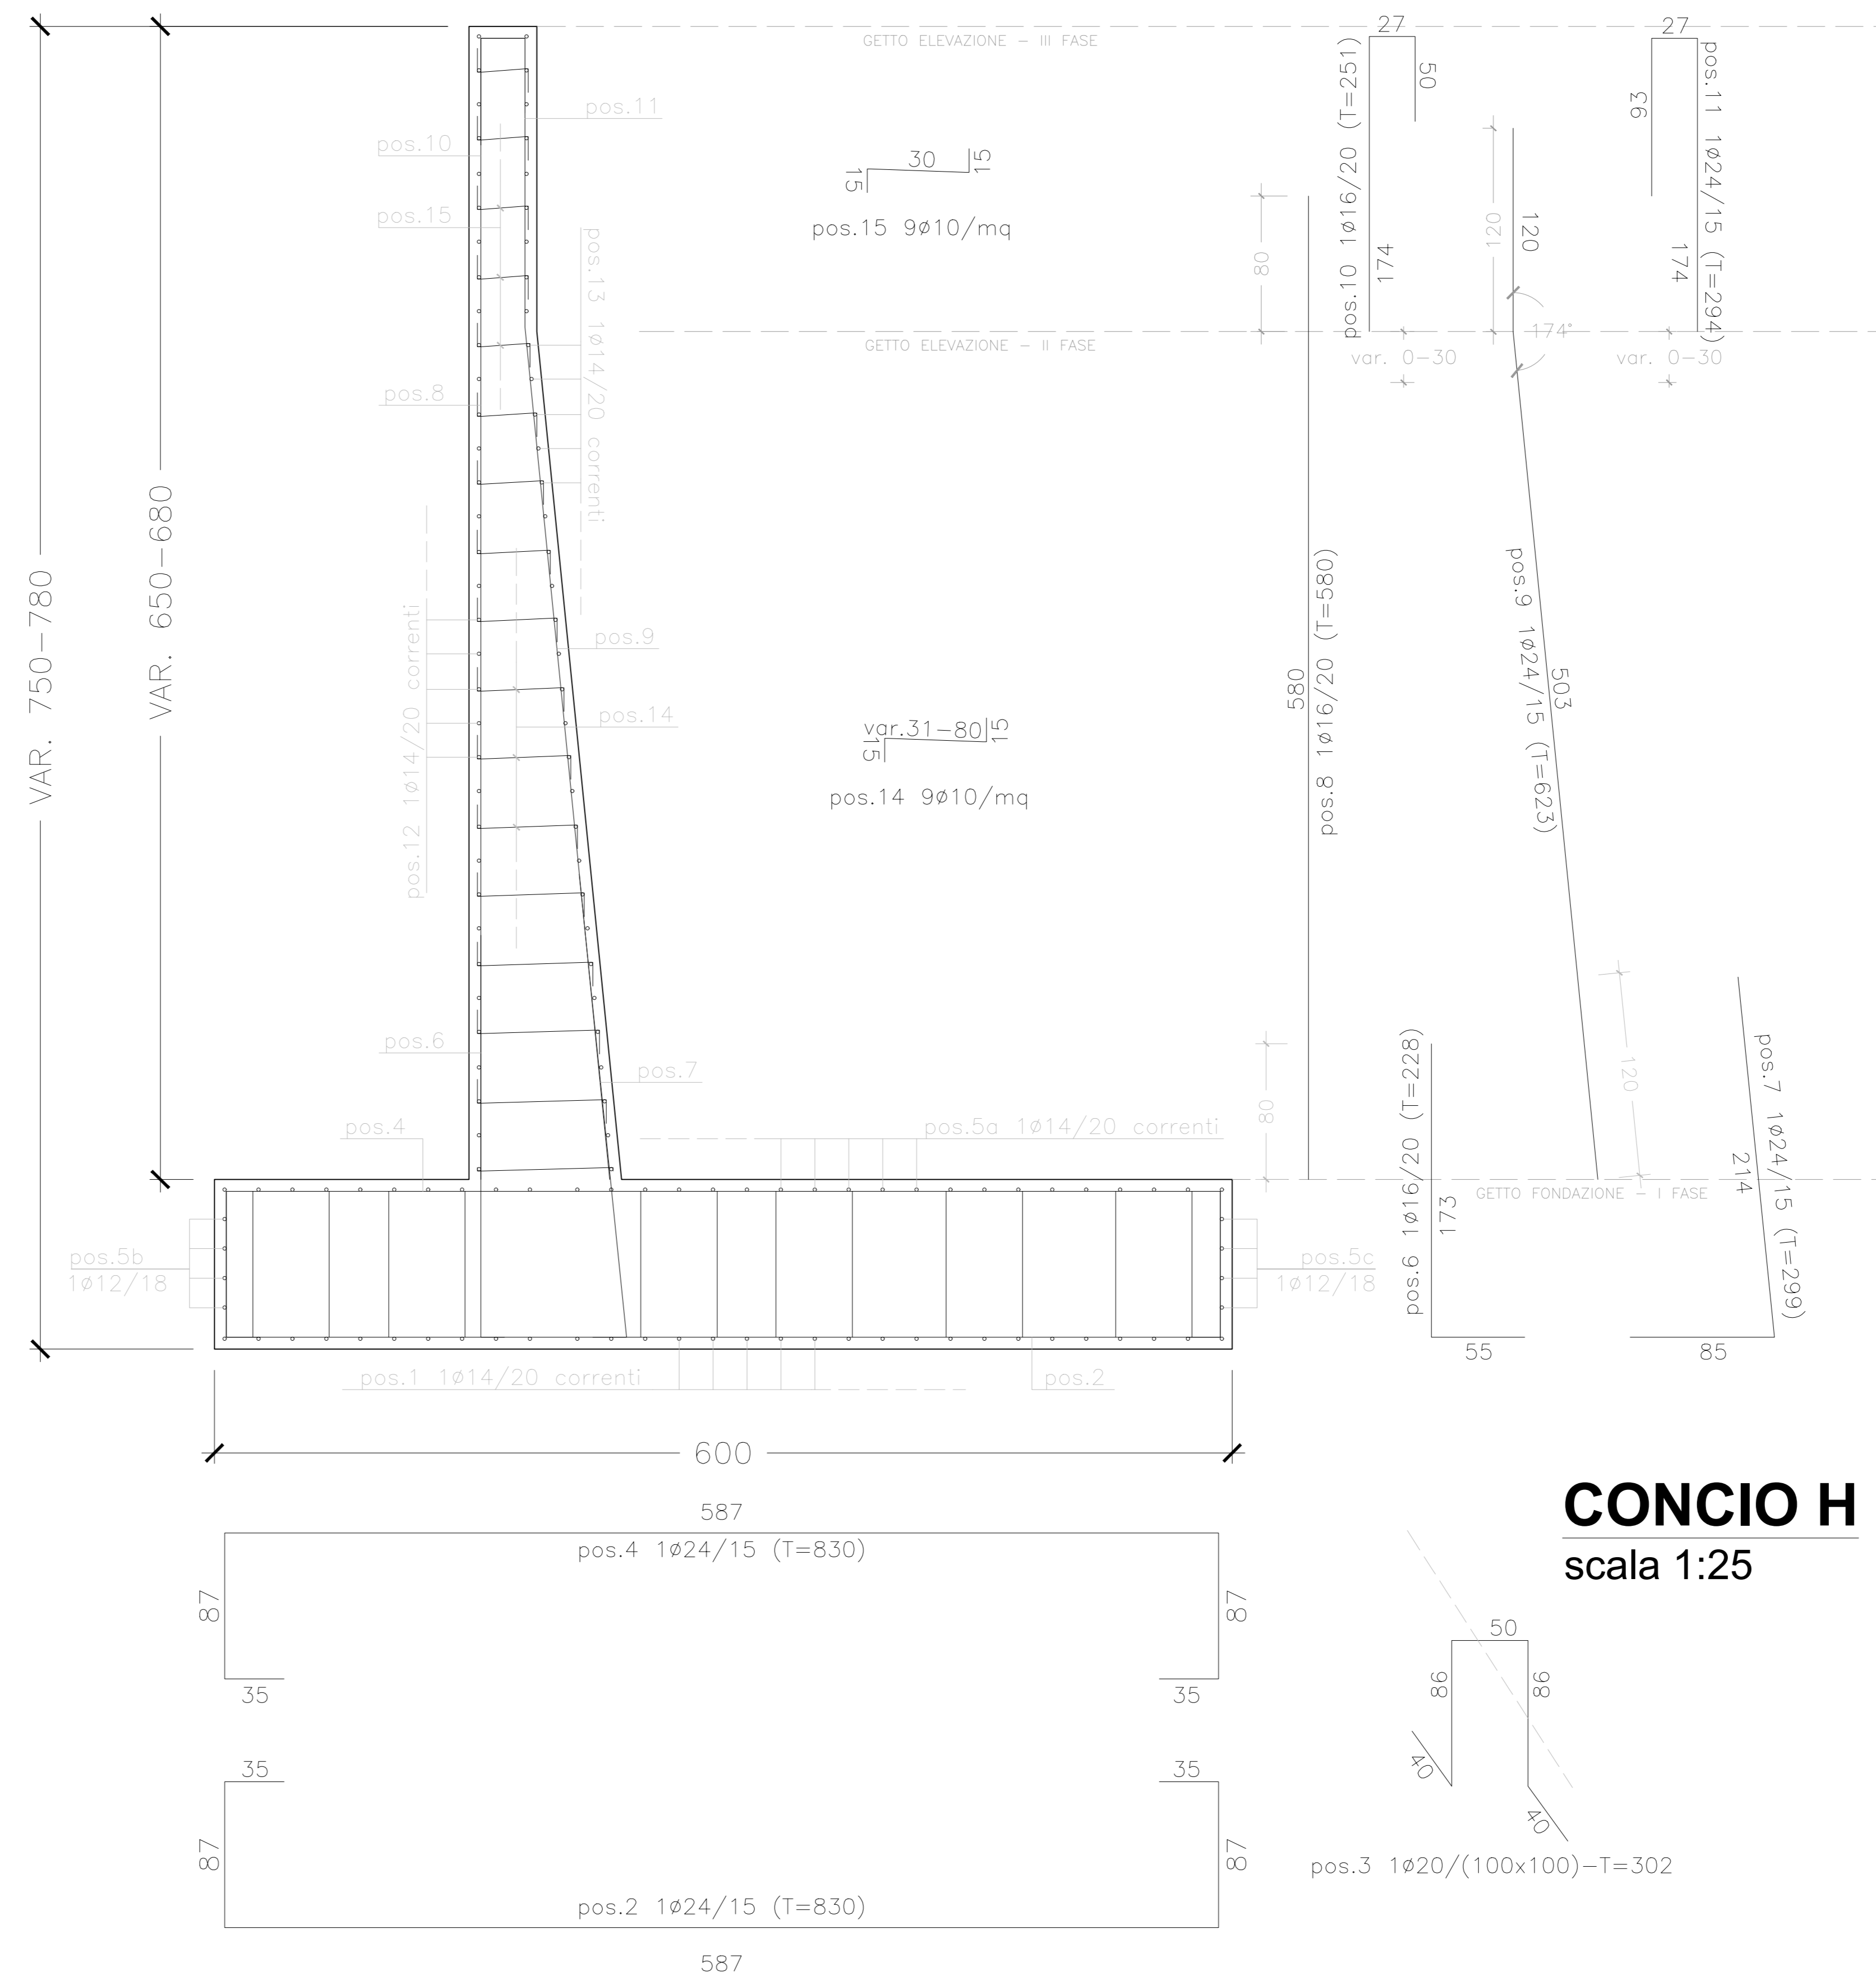 GETTO ELEVAZIONE - III FASE
27
27
50
93
pos.10 1ø16/20 (T=251)
174
pos.11 1ø24/15 (T=294)
174
pos.11
pos.10
pos.15
30
15
15
pos.15 9ø10/mq
pos.13 1ø14/20 correnti
80
120
120
174°
GETTO ELEVAZIONE - II FASE
var. 0-30
var. 0-30
pos.8
VAR. 750-780
VAR. 650-680
pos.12 1ø14/20 correnti
pos.9
pos.14
var.31-80
15
15
pos.14 9ø10/mq
580
pos.8 1ø16/20 (T=580)
pos.9 1ø24/15 (T=623)
503
pos.6
pos.7
pos.4
pos.5a 1ø14/20 correnti
80
120
pos.6 1ø16/20 (T=228)
173
pos.7 1ø24/15 (T=299)
214
GETTO FONDAZIONE - I FASE
pos.5b
1ø12/18
pos.5c
1ø12/18
55
85
pos.1 1ø14/20 correnti
pos.2
600
CONCIO H
scala 1:25
587
pos.4 1ø24/15 (T=830)
87
87
35
35
35
35
87
87
pos.2 1ø24/15 (T=830)
587
50
86
86
40
40
pos.3 1ø20/(100x100)-T=302